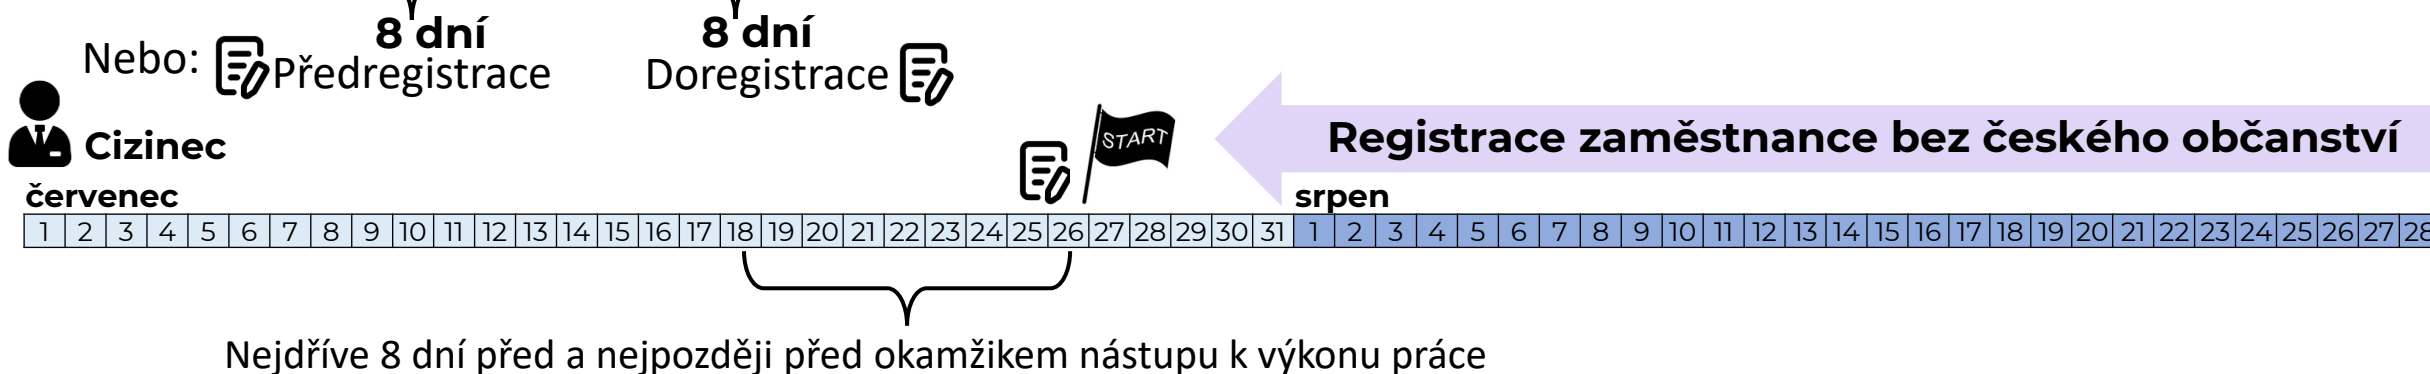 8 dní 8 dní
Nebo: Předregistrace Doregistrace
START
Cizinec Registrace zaměstnance bez českého občanství
červenec srpen
1 2 3 4 5 6 7 8 9 10 11 12 13 14 15 16 17 18 19 20 21 22 23 24 25 26 27 28 29 30 31 1 2 3 4 5 6 7 8 9 10 11 12 13 14 15 16 17 18 19 20 21 22 23 24 25 26 27 28
Nejdříve 8 dní před a nejpozději před okamžikem nástupu k výkonu práce